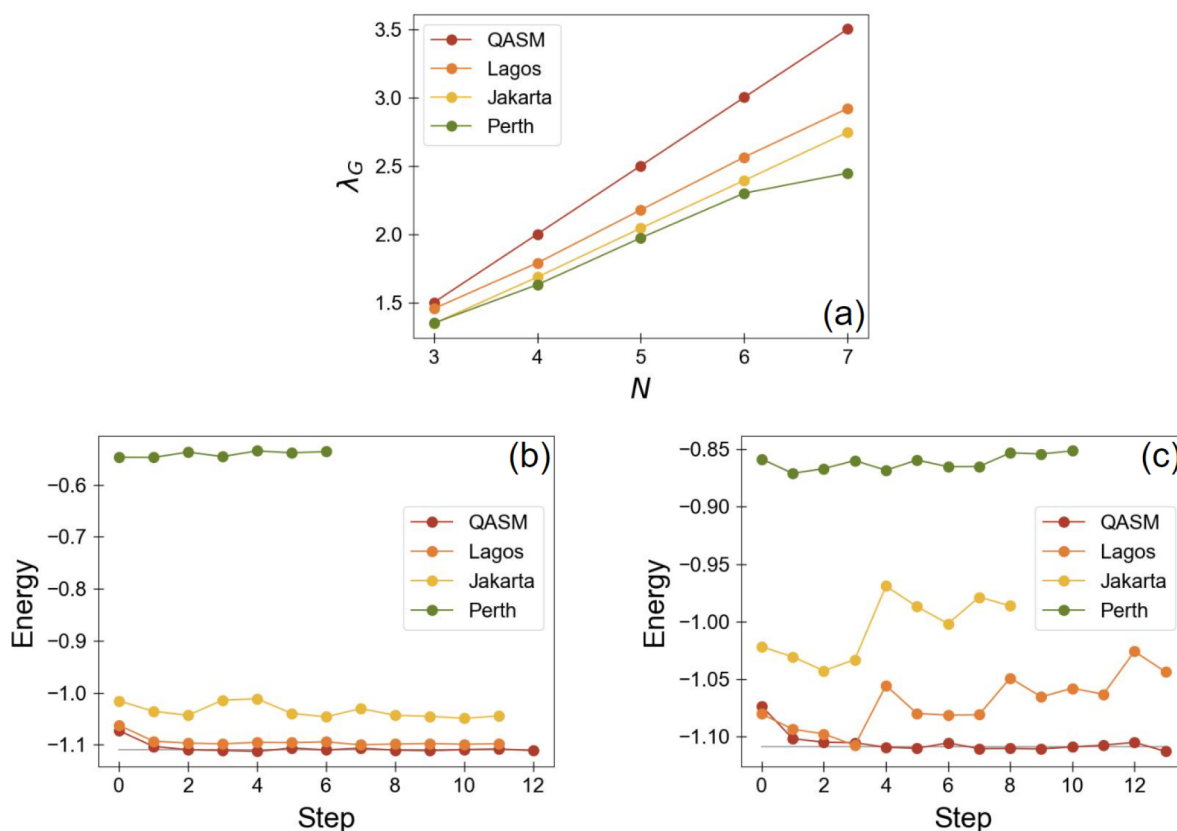 3.5
3.0
2.5
2.0
1.5
λ_G
QASM
Lagos
Jakarta
Perth
(a)
3 4 5 6 7
N
−0.6
−0.7
−0.8
−0.9
−1.0
−1.1
Energy
(b)
QASM
Lagos
Jakarta
Perth
0 2 4 6 8 10 12
Step
−0.85
−0.90
−0.95
−1.00
−1.05
−1.10
Energy
(c)
QASM
Lagos
Jakarta
Perth
0 2 4 6 8 10 12
Step